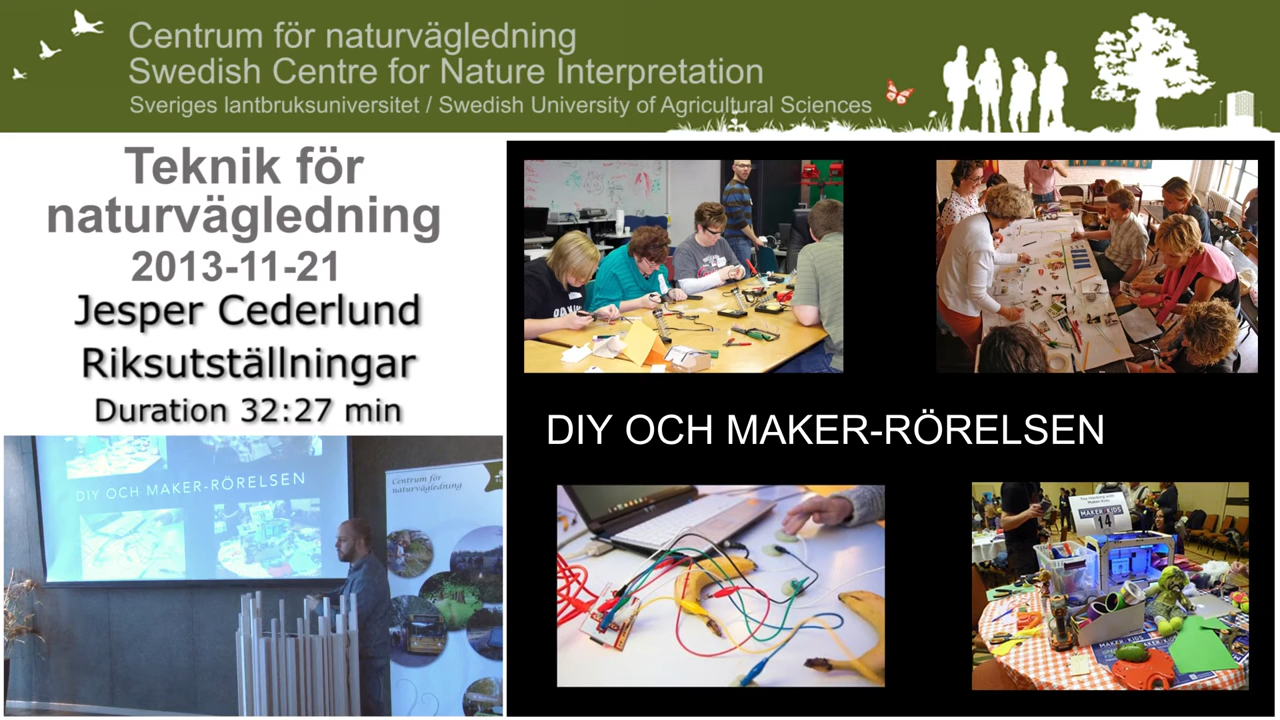 Centrum för naturvägledning
Swedish Centre for Nature Interpretation
Sveriges lantbruksuniversitet / Swedish University of Agricultural Sciences
Teknik för
naturvägledning
2013-11-21
Jesper Cederlund
Riksutställningar
Duration 32:27 min
DIY OCH MAKER-RÖRELSEN
Centrum för
naturvägledning
DIY OCH MAKER-RÖRELSEN
MAKER KIDS
14